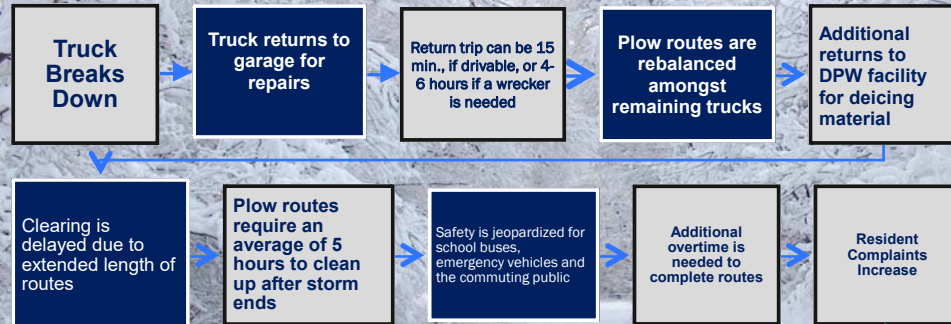 Truck
Breaks
Down
Truck returns to
garage for
repairs
Return trip can be 15
min., if drivable, or 4-
6 hours if a wrecker
is needed
Plow routes are
rebalanced
amongst
remaining trucks
Additional
returns to
DPW facility
for deicing
material
Clearing is
delayed due to
extended length of
routes
Plow routes
require an
average of 5
hours to clean
up after storm
ends
Safety is jeopardized for
school buses,
emergency vehicles and
the commuting public
Additional
overtime is
needed to
complete routes
Resident
Complaints
Increase